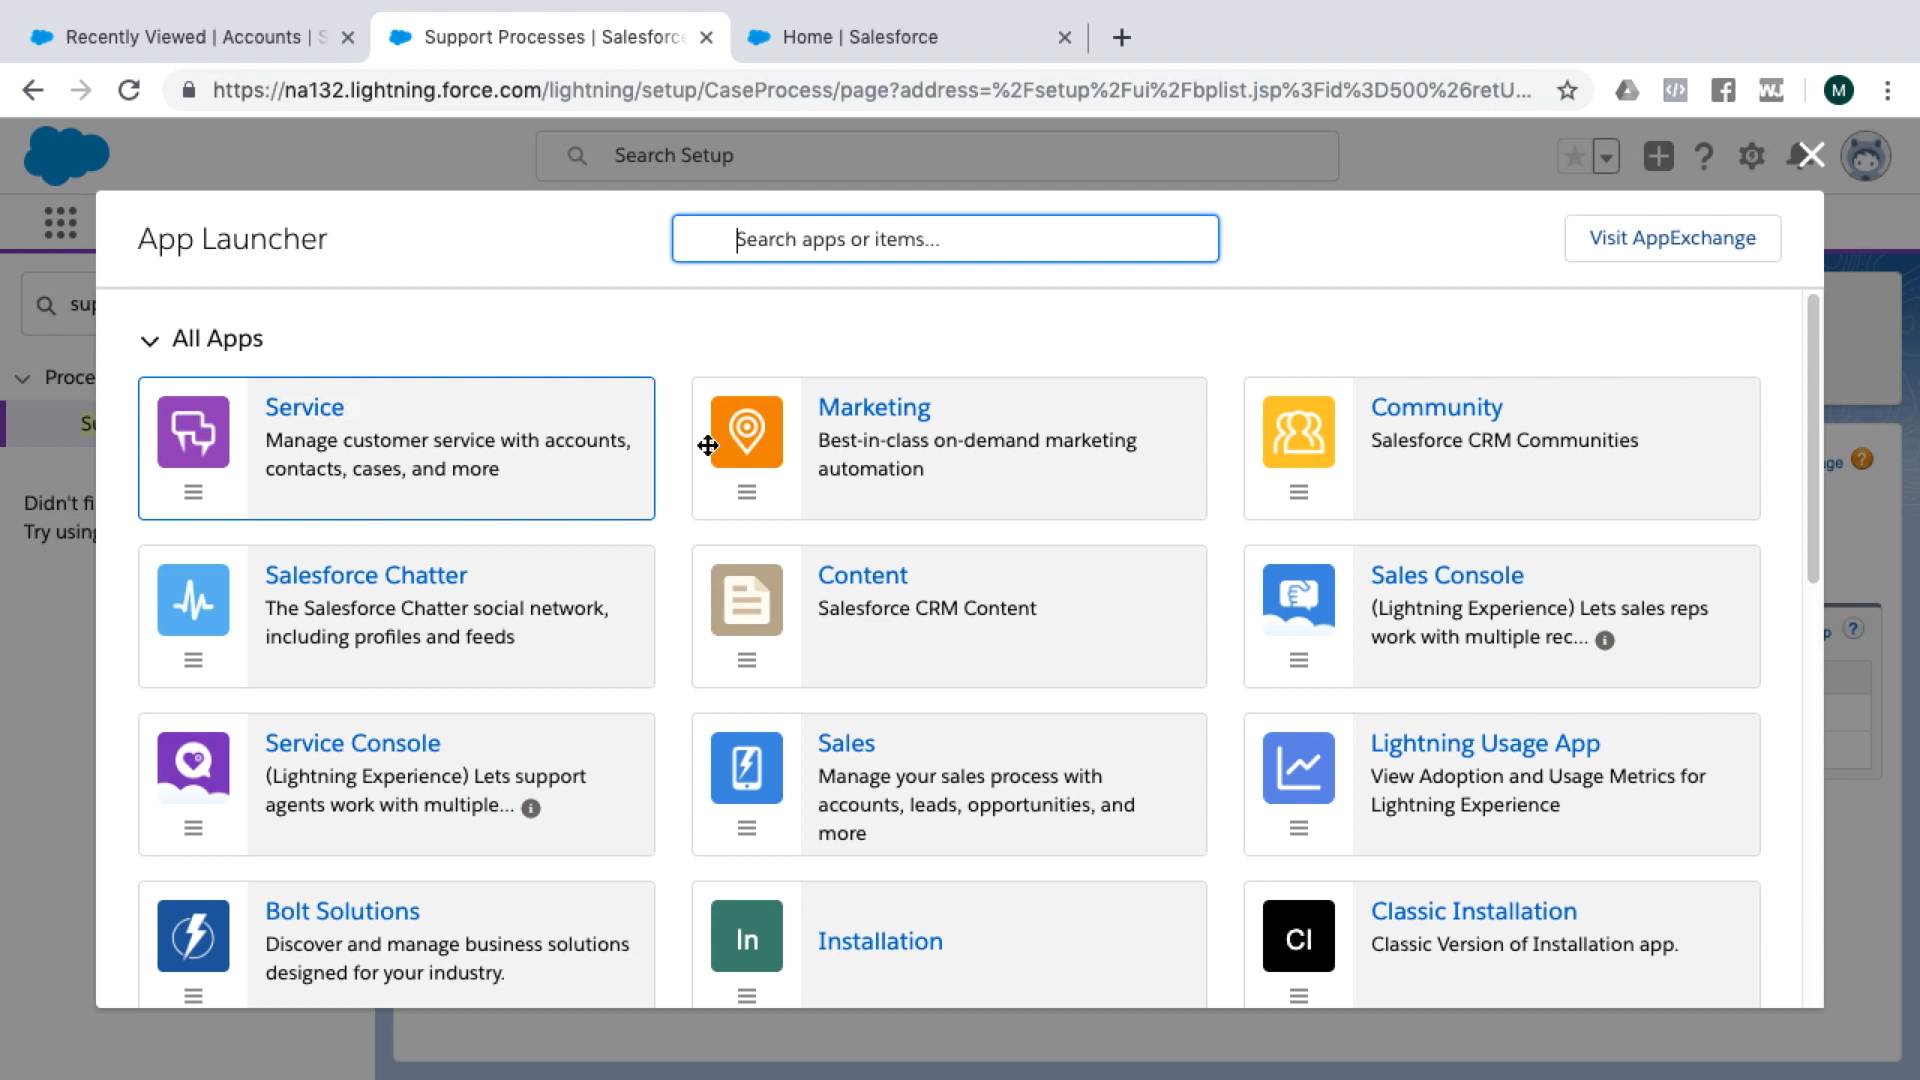 Recently Viewed | Accounts | S
Support Processes | Salesforce
Home | Salesforce
https://na132.lightning.force.com/lightning/setup/CaseProcess/page?address=%2Fsetup%2Fui%2Fbplist.jsp%3Fid%3D500%26retU...
M
Search Setup
App Launcher
Search apps or items...
Visit AppExchange
sup
Proce
Su
Didn't fi
Try using
All Apps
Service
Manage customer service with accounts,
contacts, cases, and more
Marketing
Best-in-class on-demand marketing
automation
Community
Salesforce CRM Communities
Salesforce Chatter
The Salesforce Chatter social network,
including profiles and feeds
Content
Salesforce CRM Content
Sales Console
(Lightning Experience) Lets sales reps
work with multiple rec...
Service Console
(Lightning Experience) Lets support
agents work with multiple...
Sales
Manage your sales process with
accounts, leads, opportunities, and
more
Lightning Usage App
View Adoption and Usage Metrics for
Lightning Experience
Bolt Solutions
Discover and manage business solutions
designed for your industry.
In
Installation
CI
Classic Installation
Classic Version of Installation app.